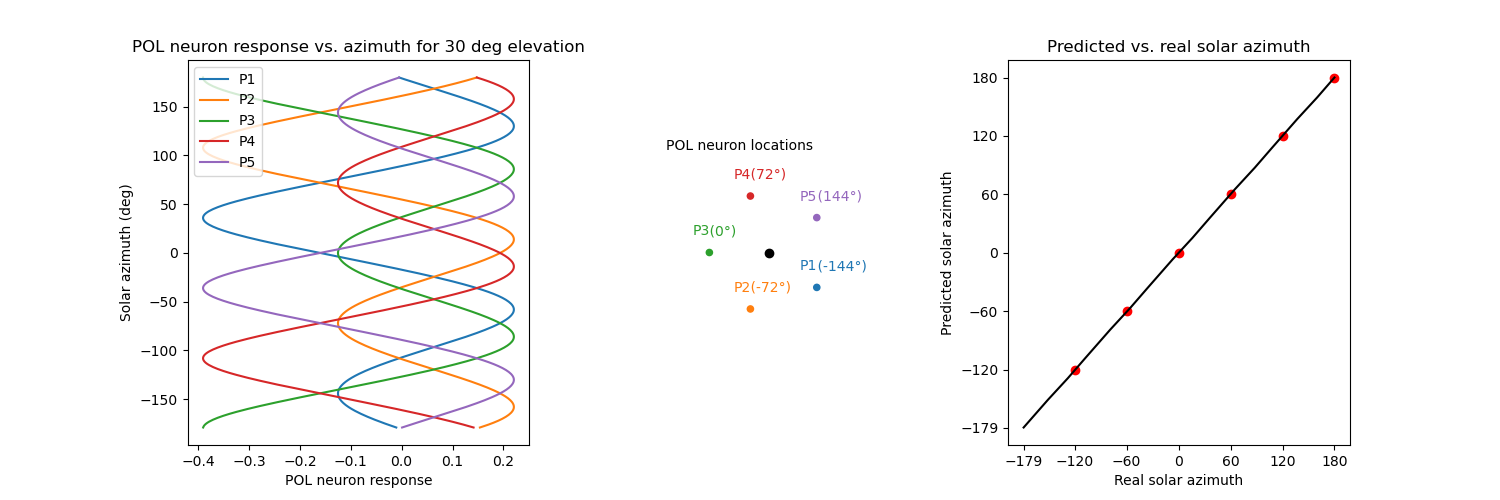 POL neuron response vs. azimuth for 30 deg elevation
P1
P2
P3
P4
P5
150
100
50
0
−50
−100
−150
Solar azimuth (deg)
−0.4 −0.3 −0.2 −0.1 0.0 0.1 0.2
POL neuron response
POL neuron locations
P4(72°)
P5(144°)
P3(0°)
P1(-144°)
P2(-72°)
Predicted vs. real solar azimuth
180
120
60
0
−60
−120
−179
Predicted solar azimuth
−179 −120 −60 0 60 120 180
Real solar azimuth